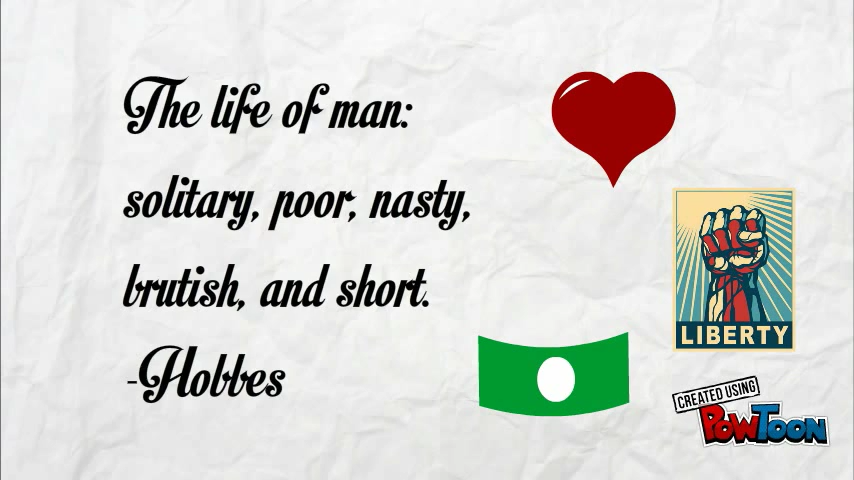 The life of man:
solitary, poor, nasty,
brutish, and short.
-Hobbes
LIBERTY
CREATED USING
POWTOON